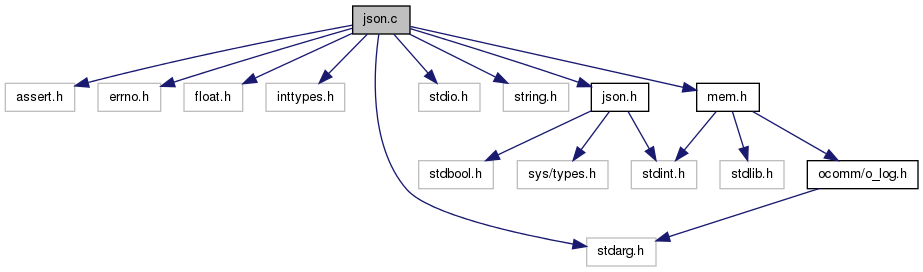 json.c
assert.h
errno.h
float.h
inttypes.h
stdio.h
string.h
json.h
mem.h
stdbool.h
sys/types.h
stdint.h
stdlib.h
ocomm/o_log.h
stdarg.h